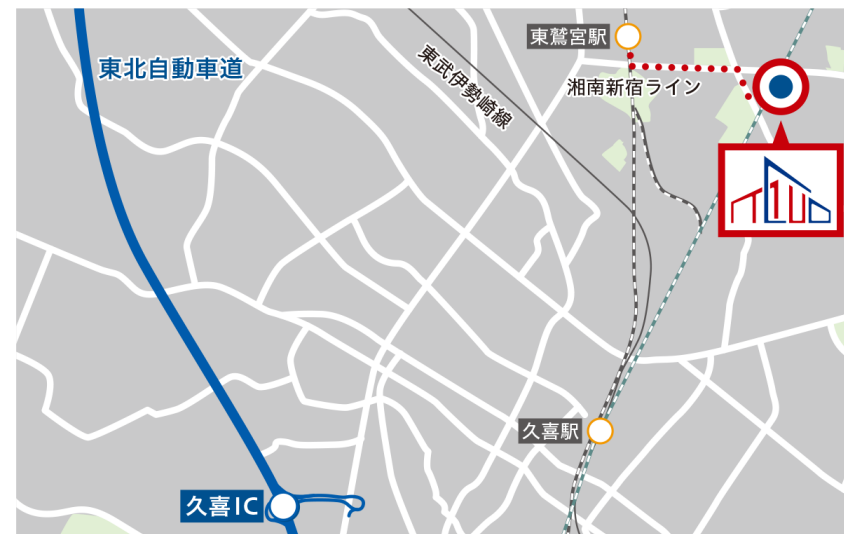 東鷲宮駅
東北自動車道
東武伊勢崎線
湘南新宿ライン
久喜駅
久喜IC